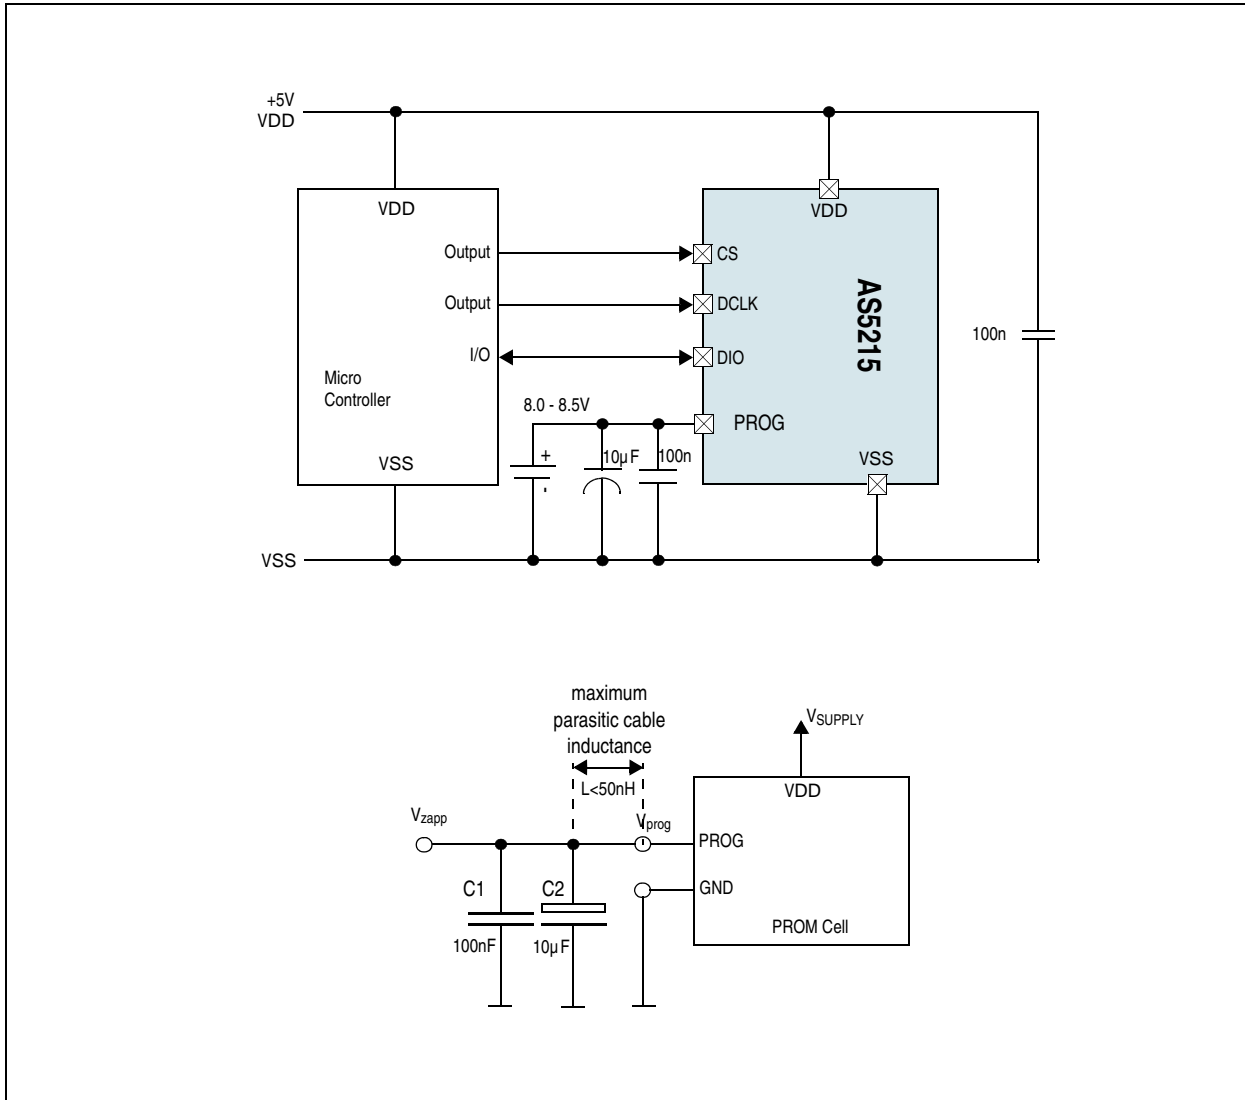 +5V
VDD
VDD
VDD
Output
CS
Output
DCLK
I/O
DIO
AS5215
100n
Micro
Controller
8.0 - 8.5V
PROG
+
-
10µF
100n
VSS
VSS
VSS
maximum
parasitic cable
inductance
L<50nH
VSUPPLY
VDD
Vzapp
Vprog
PROG
C1
C2
GND
100nF
10µF
PROM Cell